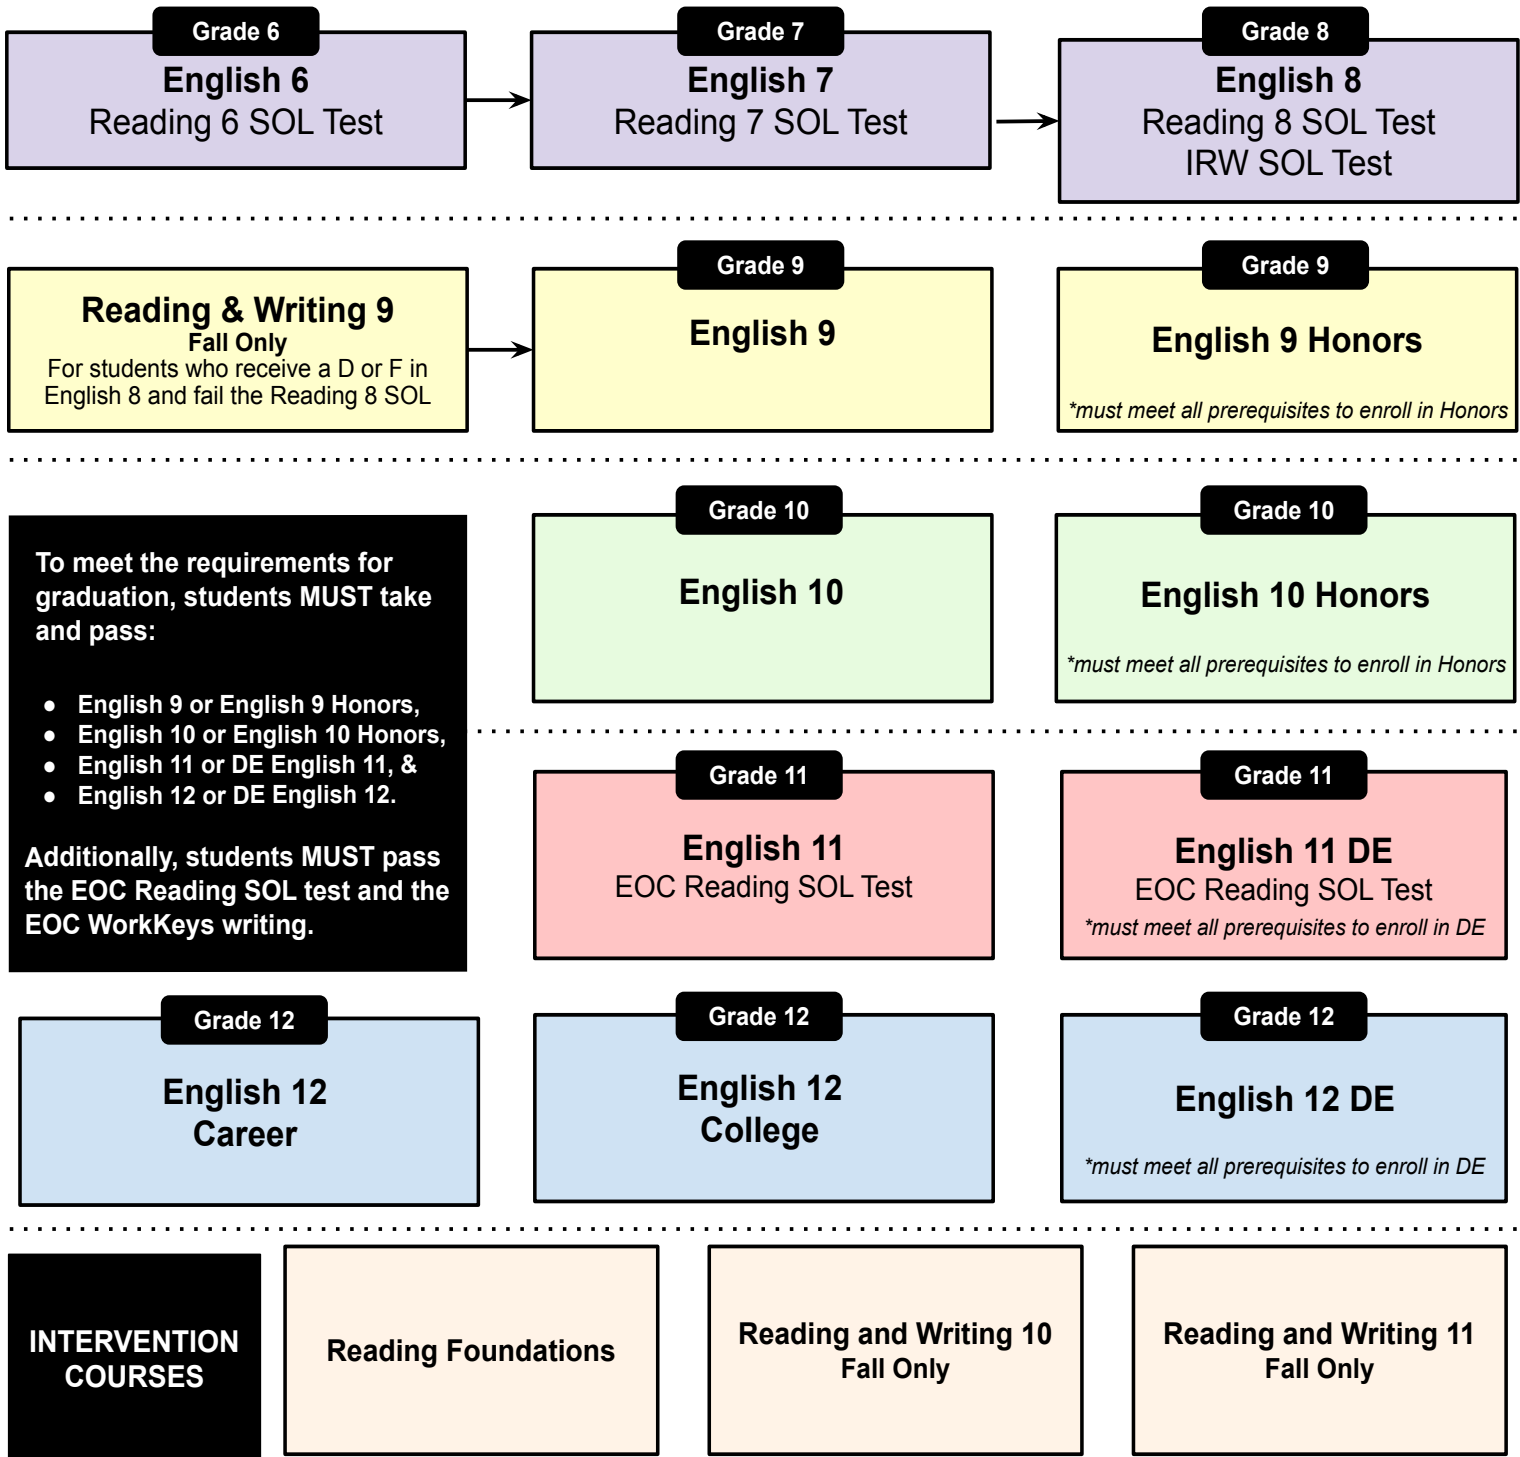 Grade 6
English 6
Reading 6 SOL Test
Grade 7
English 7
Reading 7 SOL Test
Grade 8
English 8
Reading 8 SOL Test
IRW SOL Test
Reading & Writing 9
Fall Only
For students who receive a D or F in
English 8 and fail the Reading 8 SOL
Grade 9
English 9
Grade 9
English 9 Honors
*must meet all prerequisites to enroll in Honors
To meet the requirements for
graduation, students MUST take
and pass:
● English 9 or English 9 Honors,
● English 10 or English 10 Honors,
● English 11 or DE English 11, &
● English 12 or DE English 12.
Additionally, students MUST pass
the EOC Reading SOL test and the
EOC WorkKeys writing.
Grade 10
English 10
Grade 10
English 10 Honors
*must meet all prerequisites to enroll in Honors
Grade 11
English 11
EOC Reading SOL Test
Grade 11
English 11 DE
EOC Reading SOL Test
*must meet all prerequisites to enroll in DE
Grade 12
English 12
Career
Grade 12
English 12
College
Grade 12
English 12 DE
*must meet all prerequisites to enroll in DE
INTERVENTION
COURSES
Reading Foundations
Reading and Writing 10
Fall Only
Reading and Writing 11
Fall Only